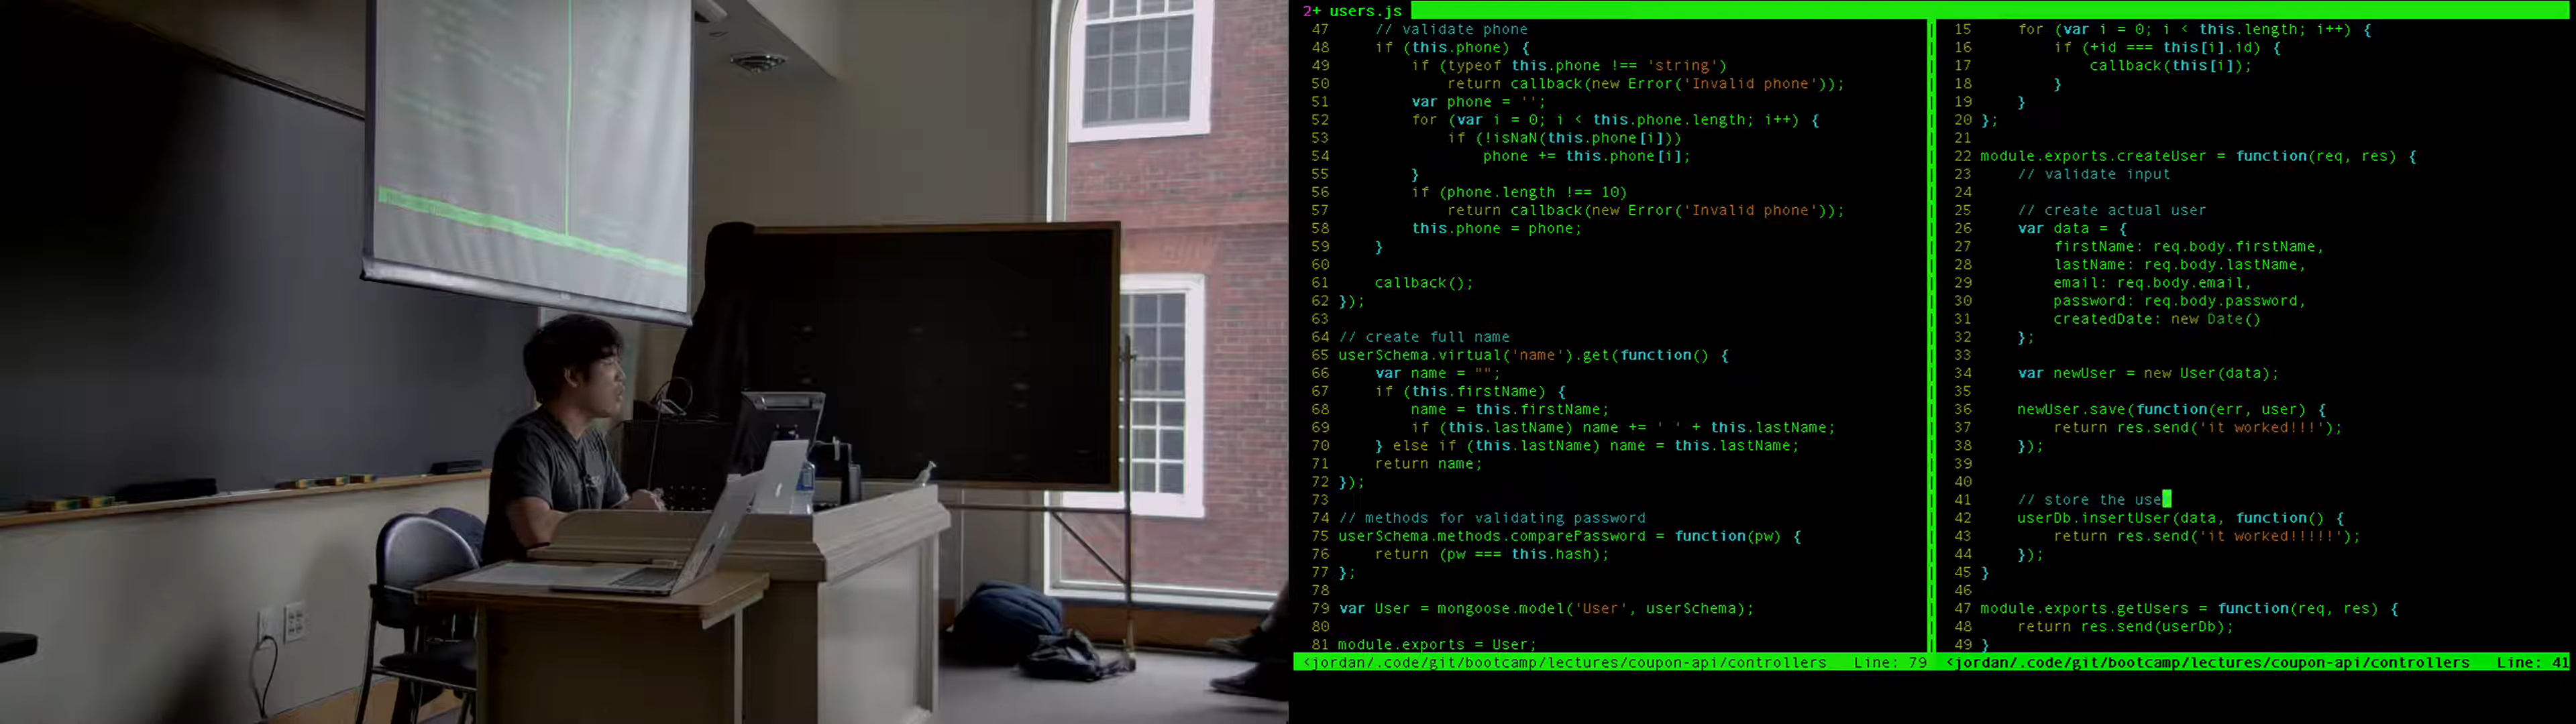 2+ users.js
47 // validate phone
48 if (this.phone) {
49 if (typeof this.phone !== 'string')
50 return callback(new Error('Invalid phone'));
51 var phone = '';
52 for (var i = 0; i < this.phone.length; i++) {
53 if (!isNaN(this.phone[i]))
54 phone += this.phone[i];
55 }
56 if (phone.length !== 10)
57 return callback(new Error('Invalid phone'));
58 this.phone = phone;
59 }
60
61 callback();
62 });
63
64 // create full name
65 userSchema.virtual('name').get(function() {
66 var name = "";
67 if (this.firstName) {
68 name = this.firstName;
69 if (this.lastName) name += ' ' + this.lastName;
70 } else if (this.lastName) name = this.lastName;
71 return name;
72 });
73
74 // methods for validating password
75 userSchema.methods.comparePassword = function(pw) {
76 return (pw === this.hash);
77 };
78
79 var User = mongoose.model('User', userSchema);
80
81 module.exports = User;
<jordan/.code/git/bootcamp/lectures/coupon-api/controllers Line: 79
15 for (var i = 0; i < this.length; i++) {
16 if (+id === this[i].id) {
17 callback(this[i]);
18 }
19 }
20 };
21
22 module.exports.createUser = function(req, res) {
23 // validate input
24
25 // create actual user
26 var data = {
27 firstName: req.body.firstName,
28 lastName: req.body.lastName,
29 email: req.body.email,
30 password: req.body.password,
31 createdDate: new Date()
32 };
33
34 var newUser = new User(data);
35
36 newUser.save(function(err, user) {
37 return res.send('it worked!!!');
38 });
39
40
41 // store the use
42 userDb.insertUser(data, function() {
43 return res.send('it worked!!!!!');
44 });
45 }
46
47 module.exports.getUsers = function(req, res) {
48 return res.send(userDb);
49 }
<jordan/.code/git/bootcamp/lectures/coupon-api/controllers Line: 41